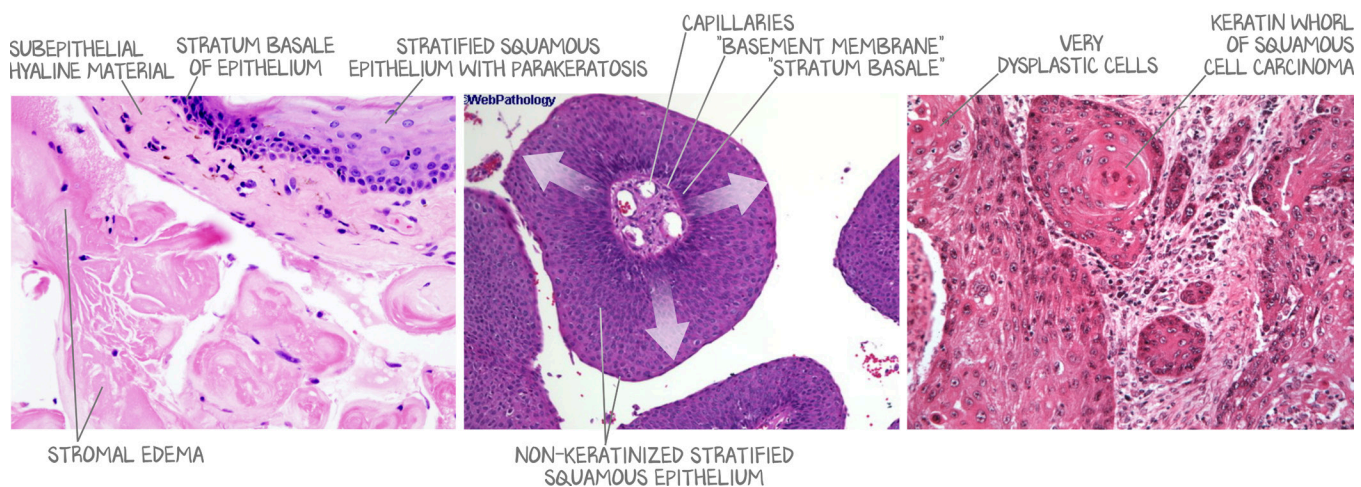 SUBEPITHELIAL
HYALINE MATERIAL
STRATUM BASALE
OF EPITHELIUM
STRATIFIED SQUAMOUS
EPITHELIUM WITH PARAKERATOSIS
CAPILLARIES
"BASEMENT MEMBRANE"
"STRATUM BASALE"
VERY
DYSPLASTIC CELLS
KERATIN WHORL
OF SQUAMOUS
CELL CARCINOMA
©WebPathology
STROMAL EDEMA
NON-KERATINIZED STRATIFIED
SQUAMOUS EPITHELIUM